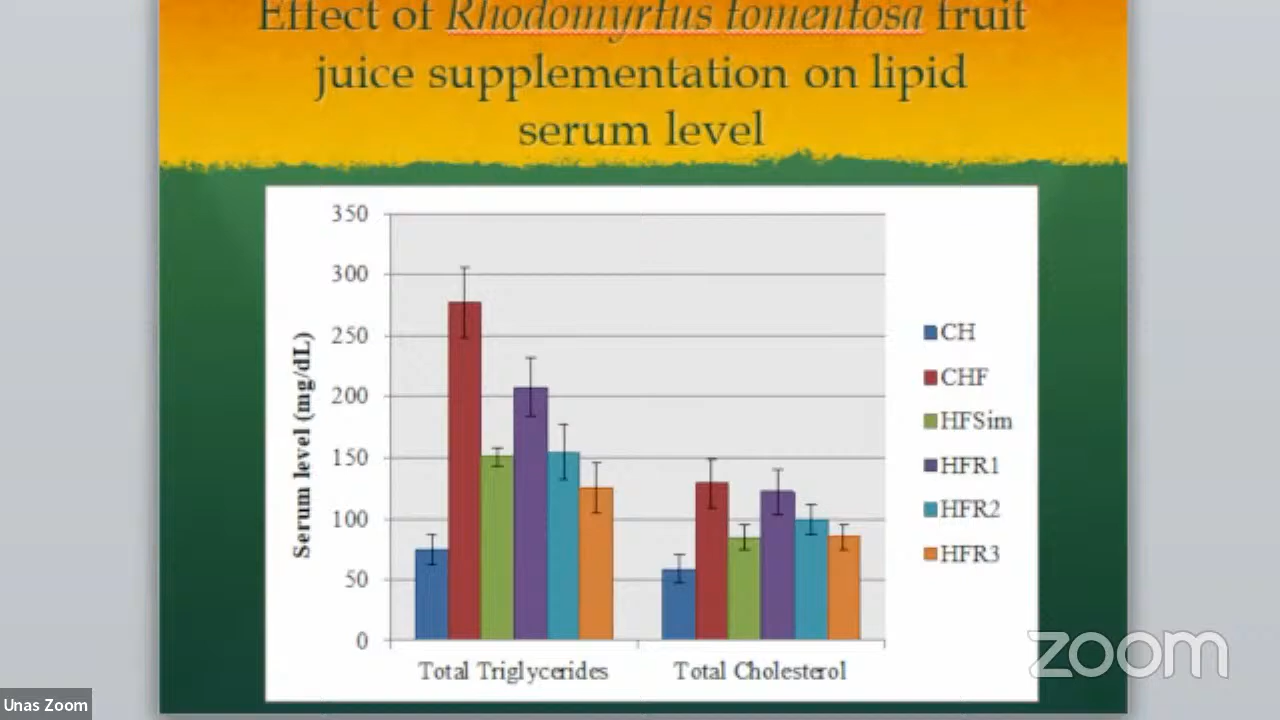 Effect of Rhodomyrtus tomentosa fruit
juice supplementation on lipid
serum level
350
300
250
200
150
100
50
0
Serum level (mg/dL)
Total Triglycerides
Total Cholesterol
CH
CHF
HFSim
HFR1
HFR2
HFR3
zoom
Unas Zoom